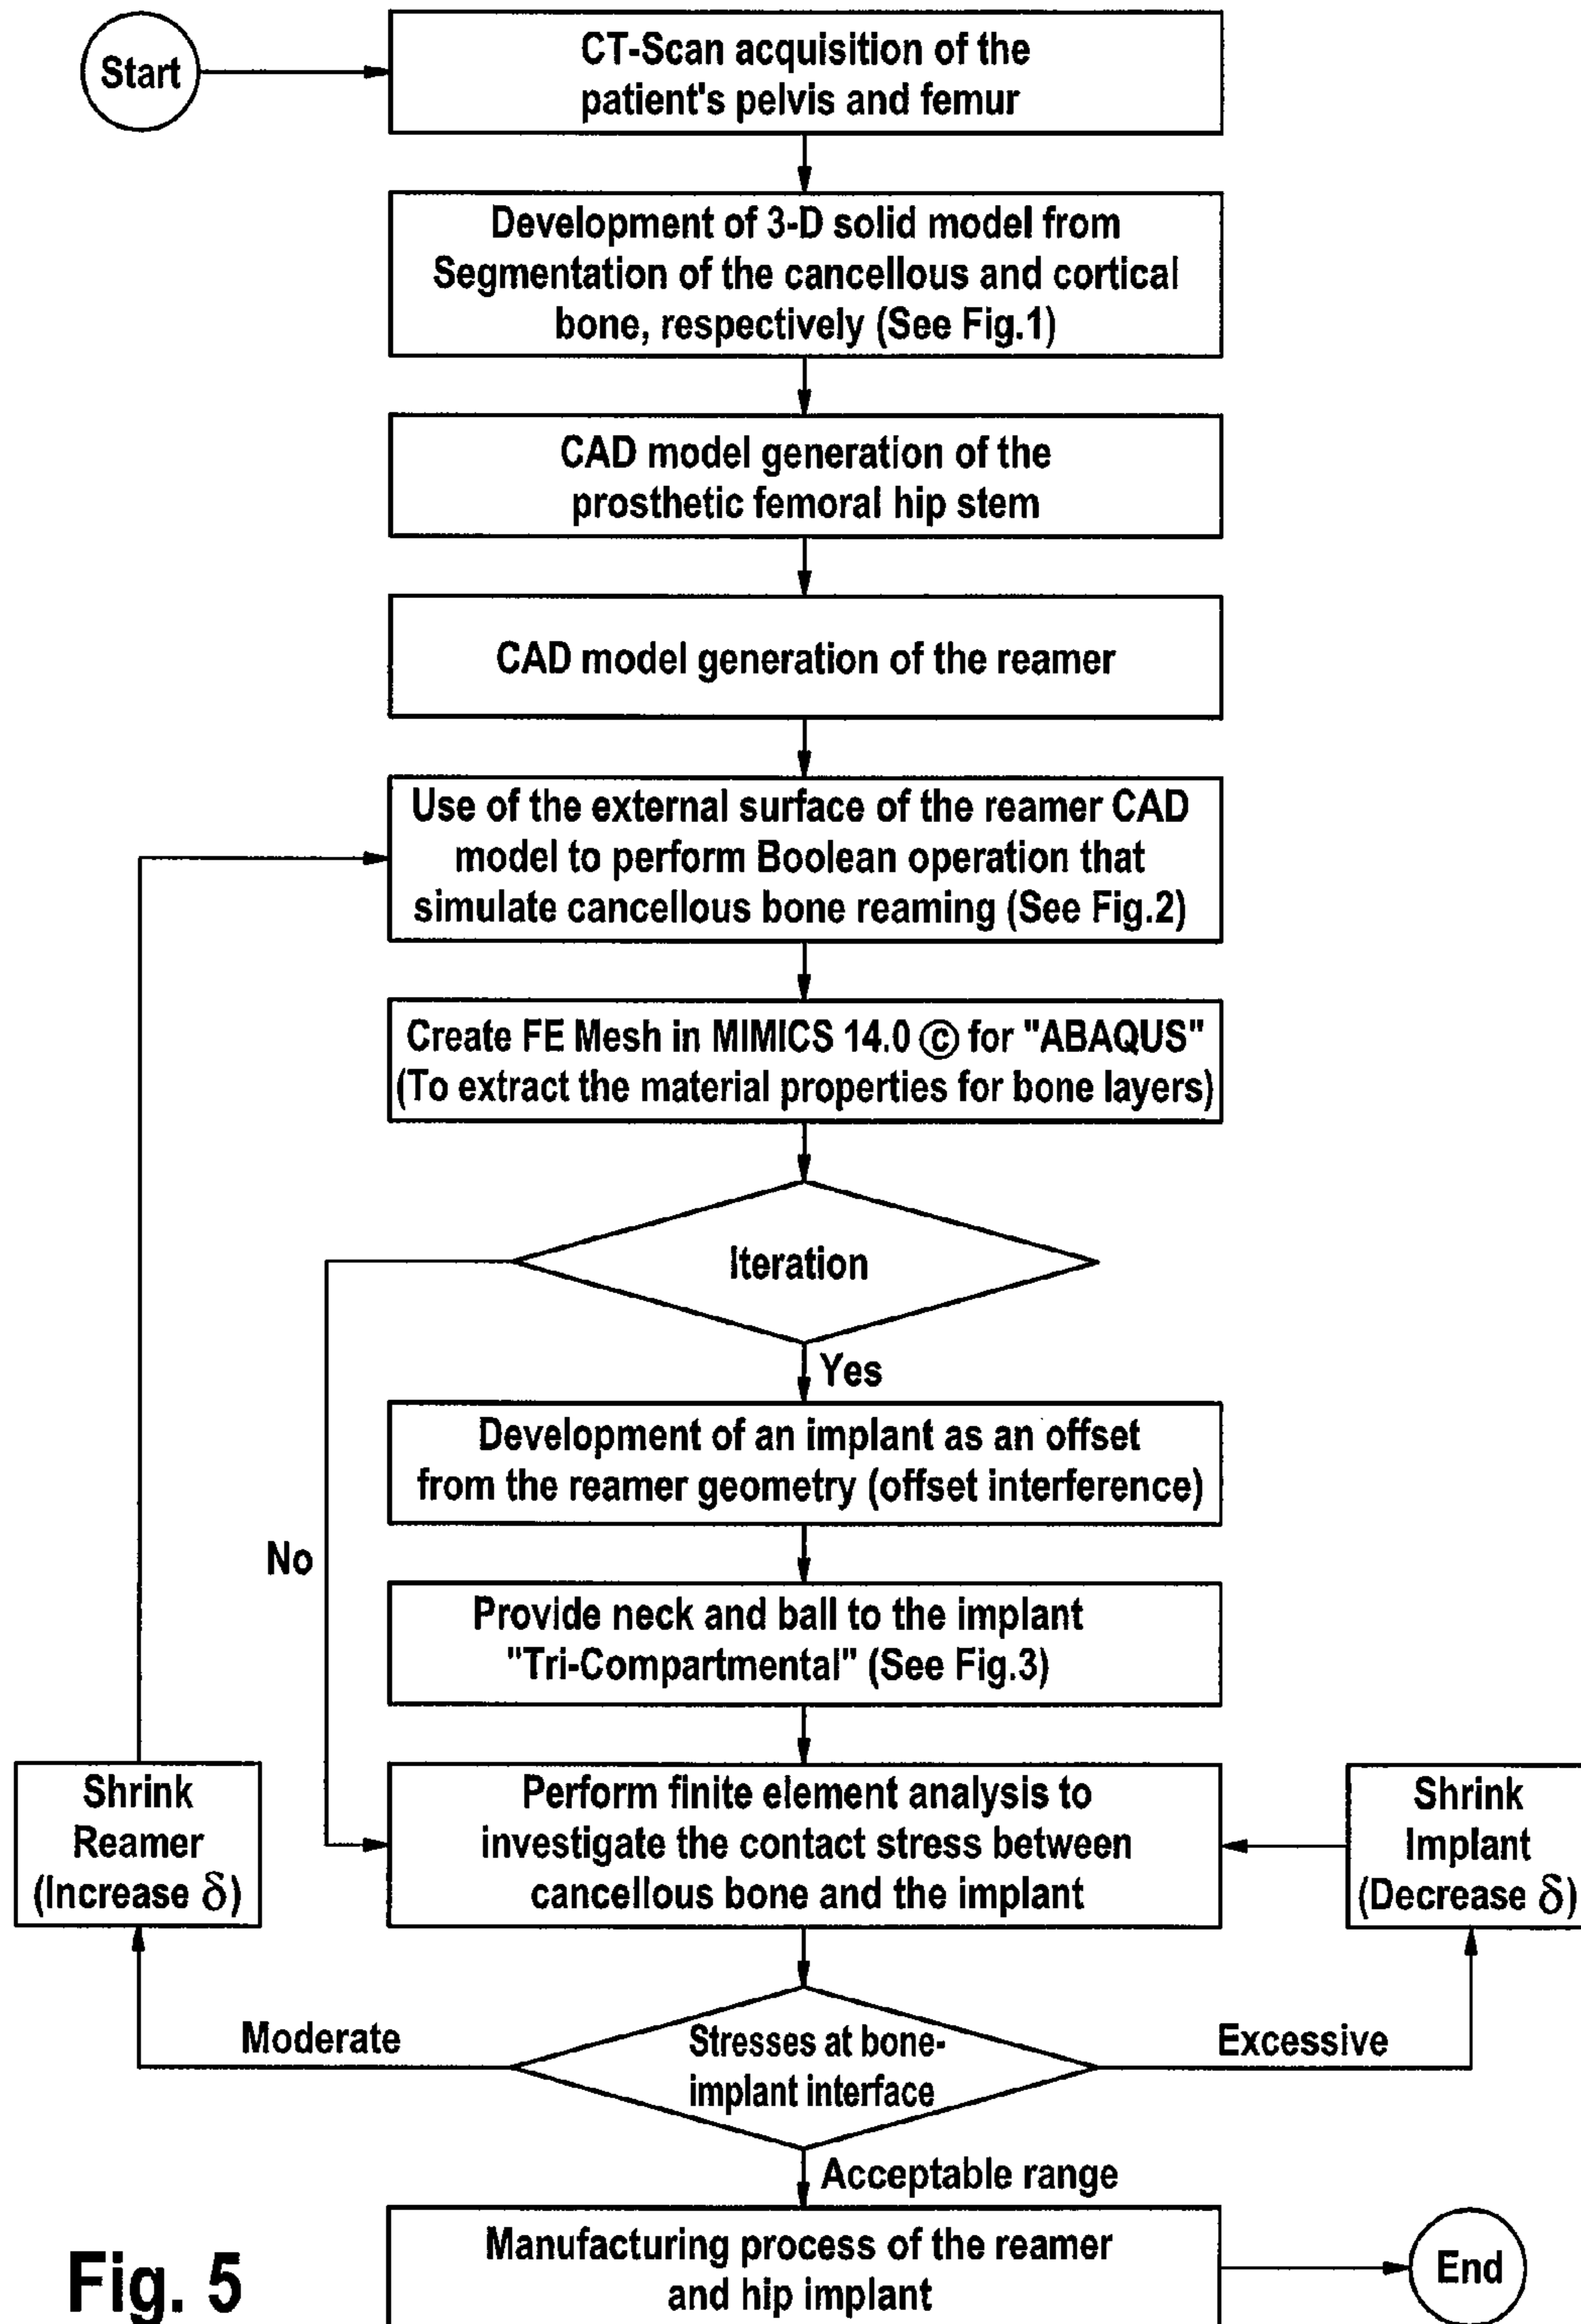 Start
CT-Scan acquisition of the
patient's pelvis and femur
Development of 3-D solid model from
Segmentation of the cancellous and cortical
bone, respectively (See Fig.1)
CAD model generation of the
prosthetic femoral hip stem
CAD model generation of the reamer
Use of the external surface of the reamer CAD
model to perform Boolean operation that
simulate cancellous bone reaming (See Fig.2)
Create FE Mesh in MIMICS 14.0 © for "ABAQUS"
(To extract the material properties for bone layers)
Iteration
Yes
No
Development of an implant as an offset
from the reamer geometry (offset interference)
Provide neck and ball to the implant
"Tri-Compartmental" (See Fig.3)
Shrink
Reamer
(Increase δ)
Perform finite element analysis to
investigate the contact stress between
cancellous bone and the implant
Shrink
Implant
(Decrease δ)
Moderate
Stresses at bone-
implant interface
Excessive
Acceptable range
Manufacturing process of the reamer
and hip implant
End
Fig. 5